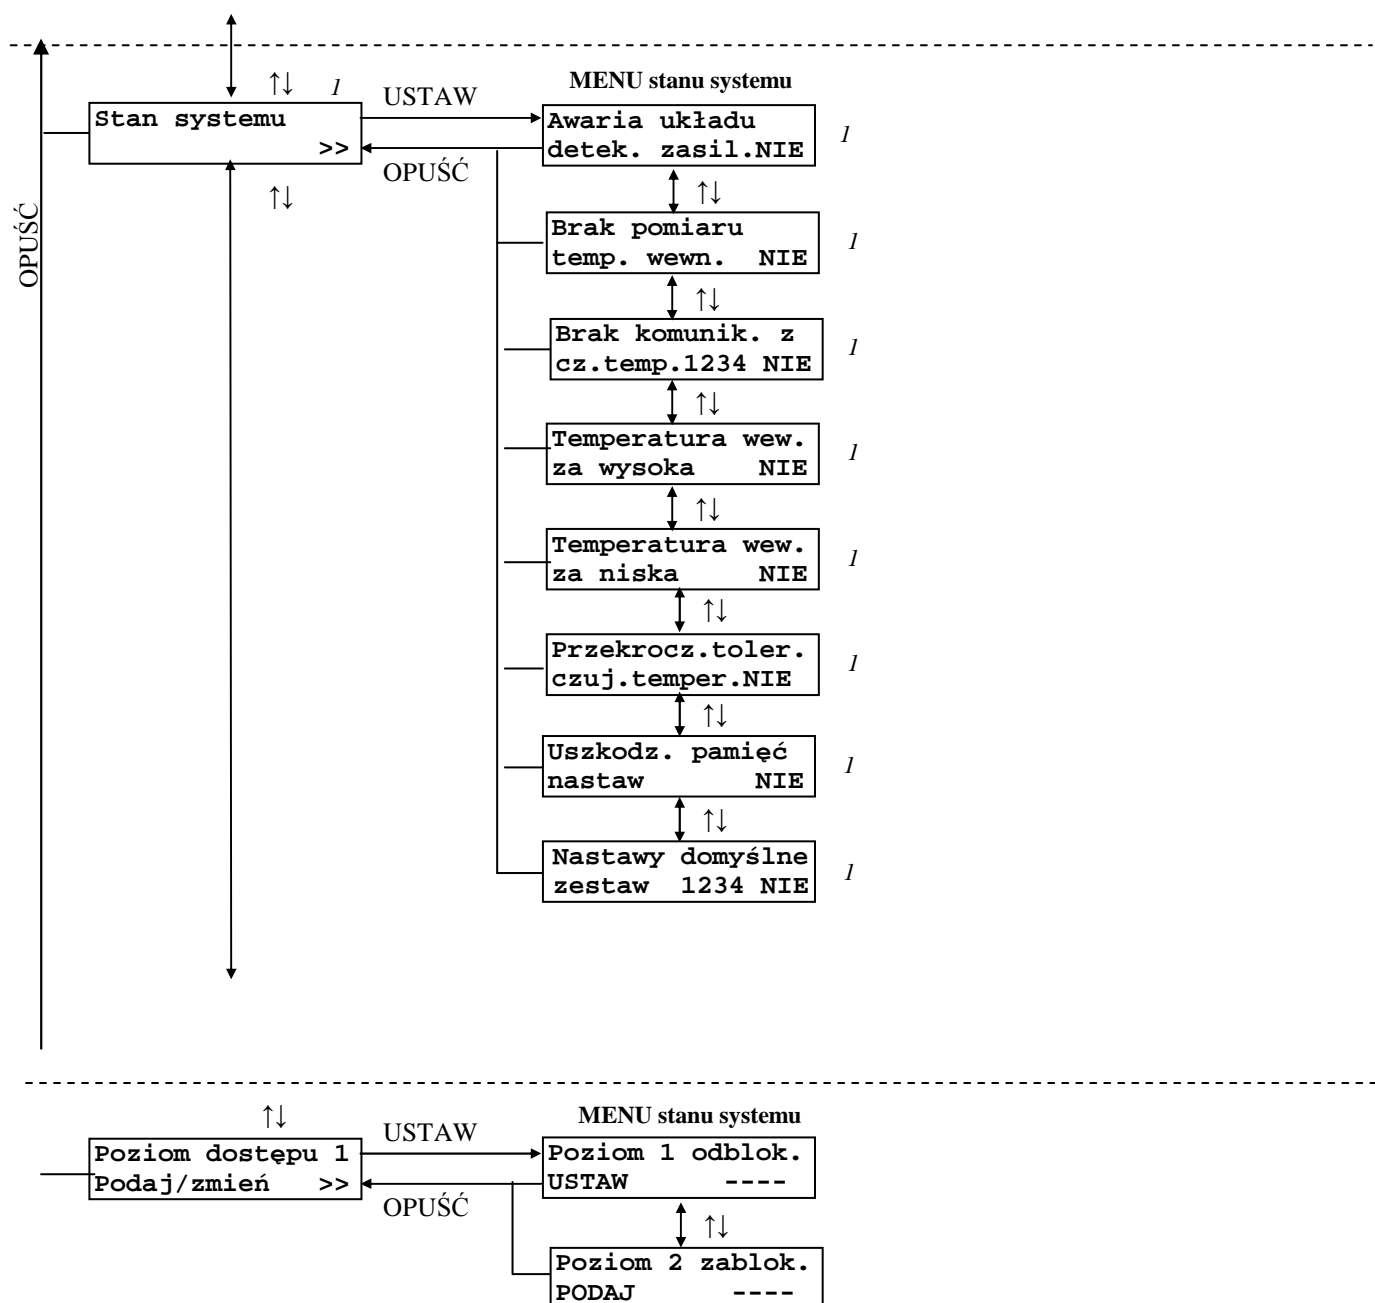 ↑↓ 1
USTAW
MENU stanu systemu
Stan systemu
>>
OPUŚĆ
↑↓
OPUŚĆ
Awaria układu
detek. zasil.NIE
1
↑↓
Brak pomiaru
temp. wewn. NIE
1
↑↓
Brak komunik. z
cz.temp.1234 NIE
1
↑↓
Temperatura wew.
za wysoka NIE
1
↑↓
Temperatura wew.
za niska NIE
1
↑↓
Przekrocz.toler.
czuj.temper.NIE
1
↑↓
Uszkodz. pamięć
nastaw NIE
1
↑↓
Nastawy domyślne
zestaw 1234 NIE
1
↑↓
USTAW
MENU stanu systemu
Poziom dostępu 1
Podaj/zmień >>
OPUŚĆ
Poziom 1 odblok.
USTAW ----
↑↓
Poziom 2 zablok.
PODAJ ----